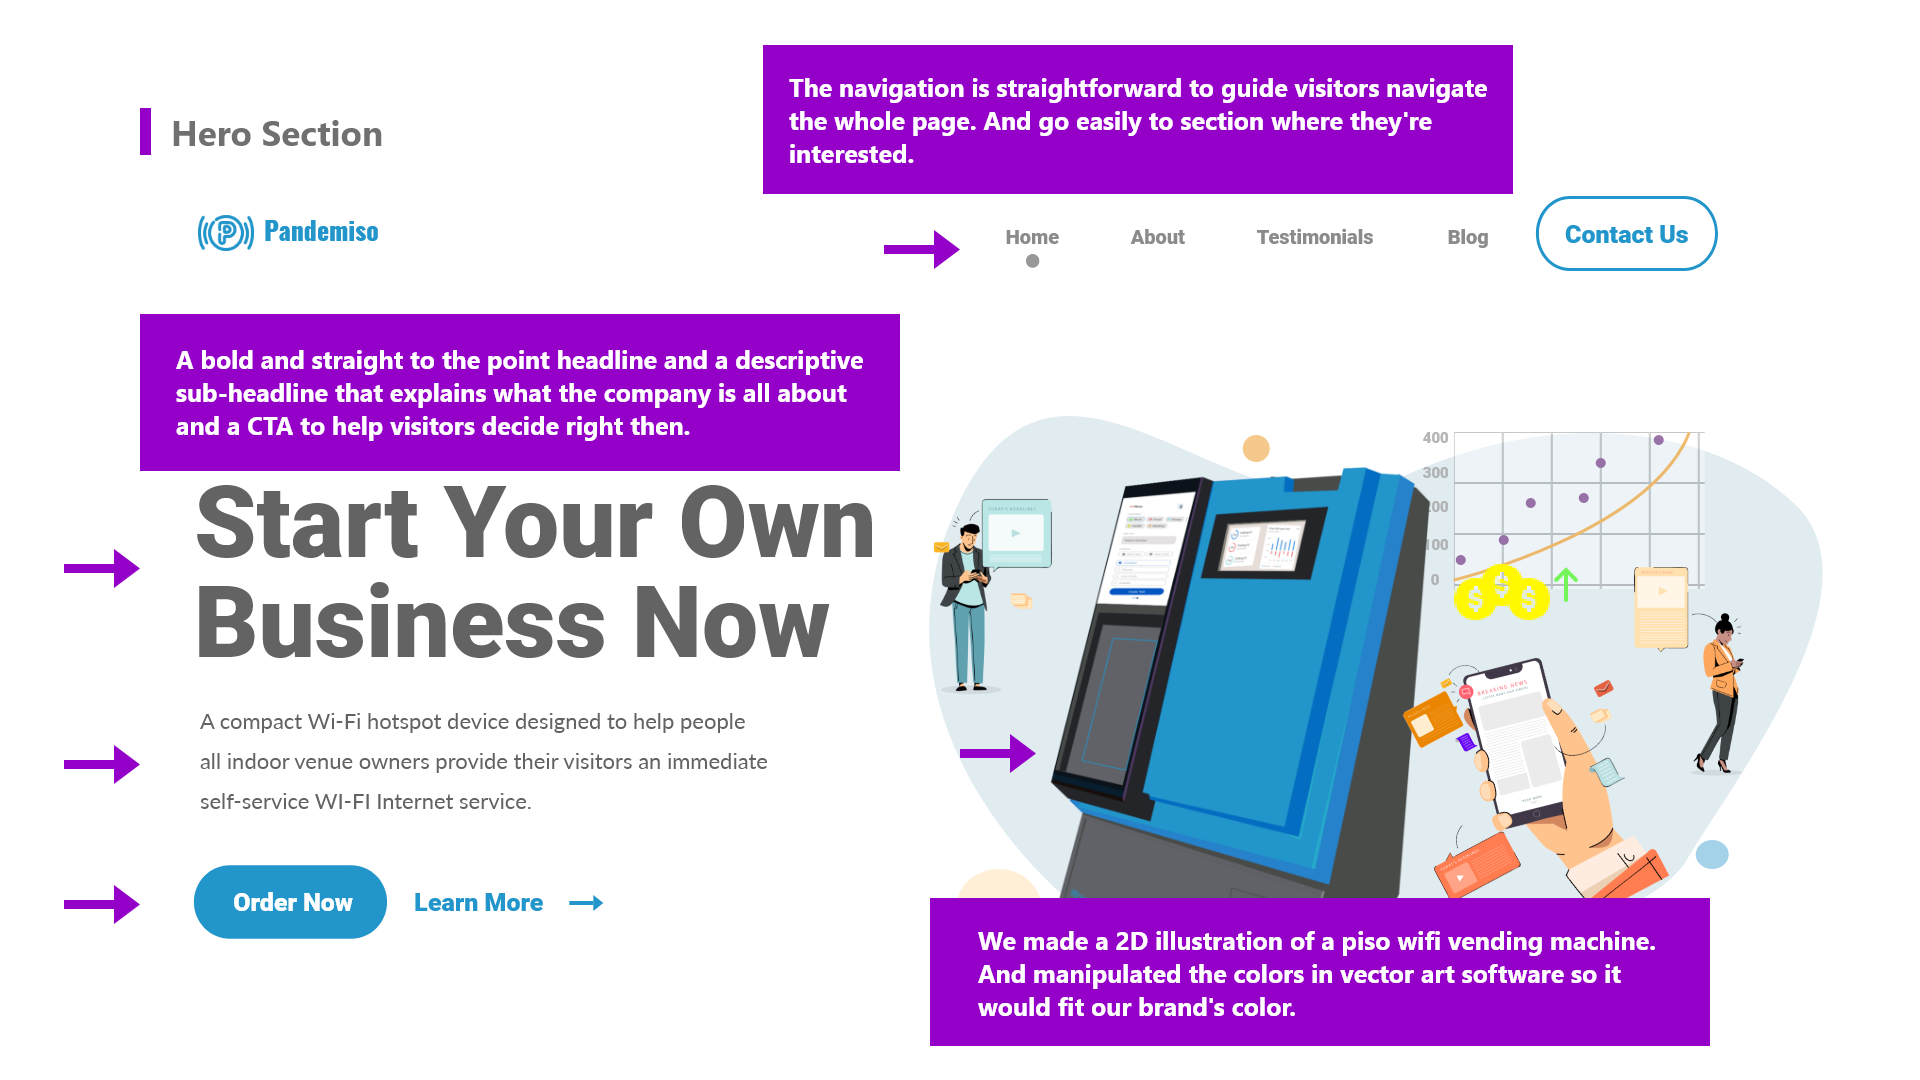 The navigation is straightforward to guide visitors navigate
the whole page. And go easily to section where they're
interested.
Hero Section
Pandemiso
Home
About
Testimonials
Blog
Contact Us
A bold and straight to the point headline and a descriptive
sub-headline that explains what the company is all about
and a CTA to help visitors decide right then.
Start Your Own
Business Now
A compact Wi-Fi hotspot device designed to help people
all indoor venue owners provide their visitors an immediate
self-service WI-FI Internet service.
Order Now
Learn More
400
300
00
100
0
TODAY'S HEADLINES
BREAKING NEWS
We made a 2D illustration of a piso wifi vending machine.
And manipulated the colors in vector art software so it
would fit our brand's color.